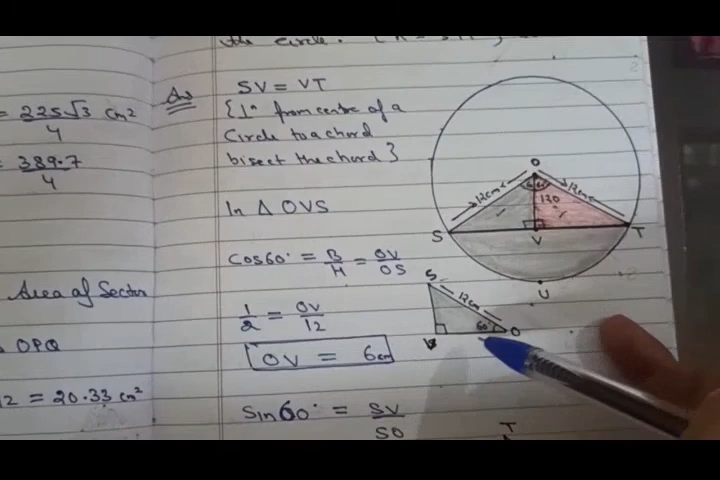 the circle.
= 225√3 cm²
4
= 389.7
4
Area of Sector
OPQ
12 = 20.33 cm²
Ans
SV = VT
{ ⊥ⁿ from centre of a
Circle to a chord
bisect the chord }
In Δ OVS
Cos60° = B/H = OV/OS
1/2 = OV/12
OV = 6cm
Sin60° = SV/SO
O
12cm
12cm
60
120
S
V
T
U
S
12cm
60°
O
V
T